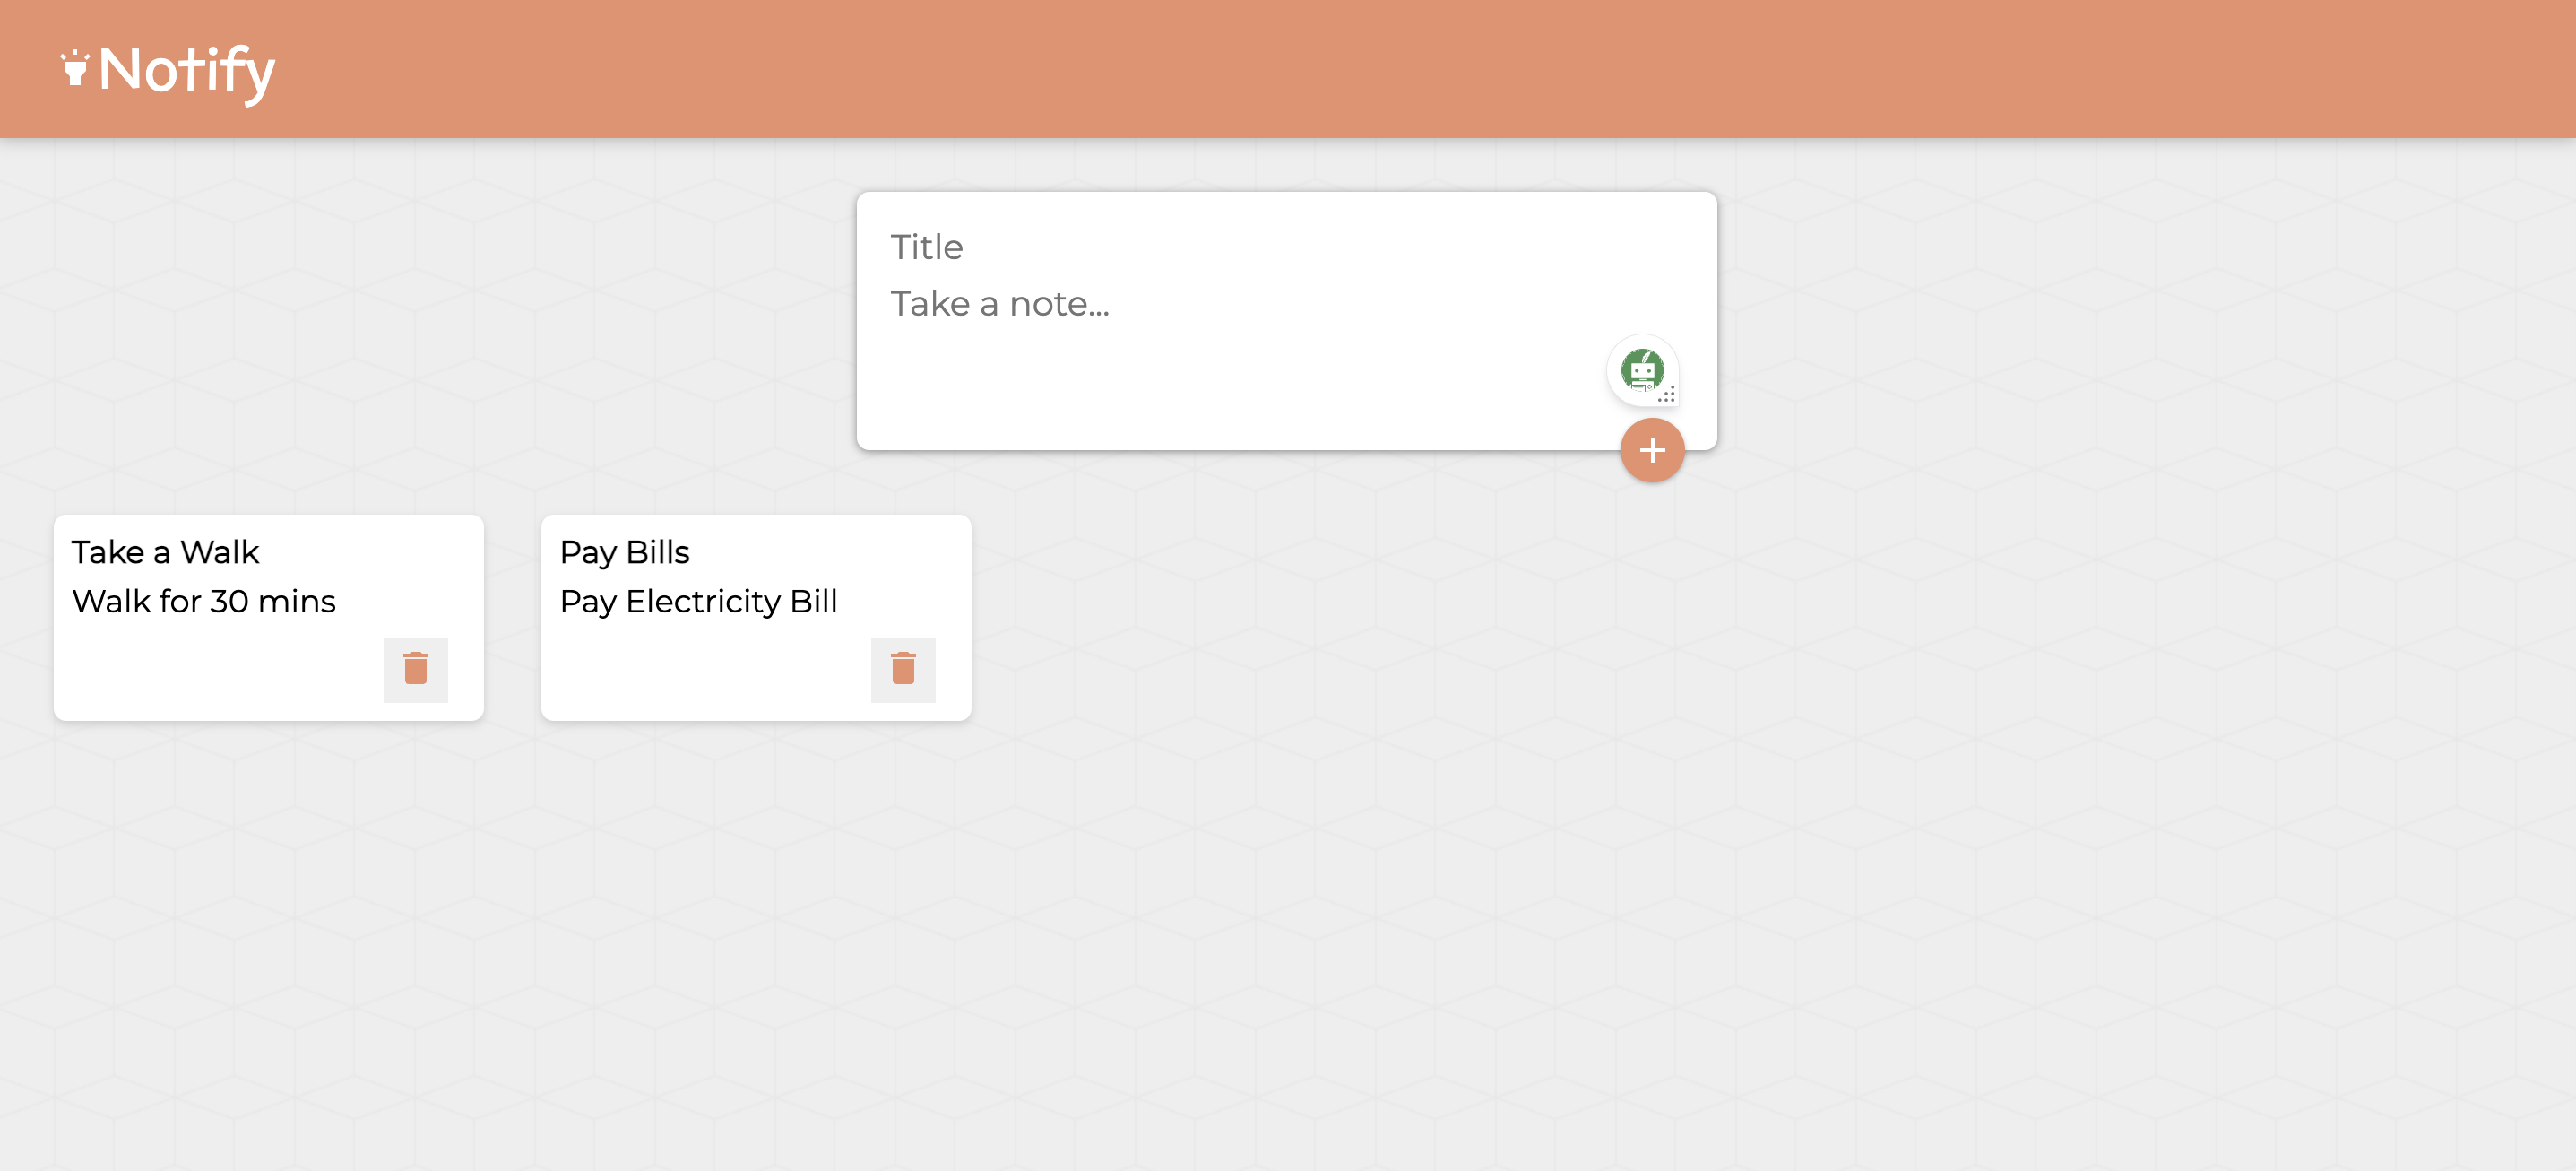 Notify
Title
Take a note...
Take a Walk
Walk for 30 mins
Pay Bills
Pay Electricity Bill